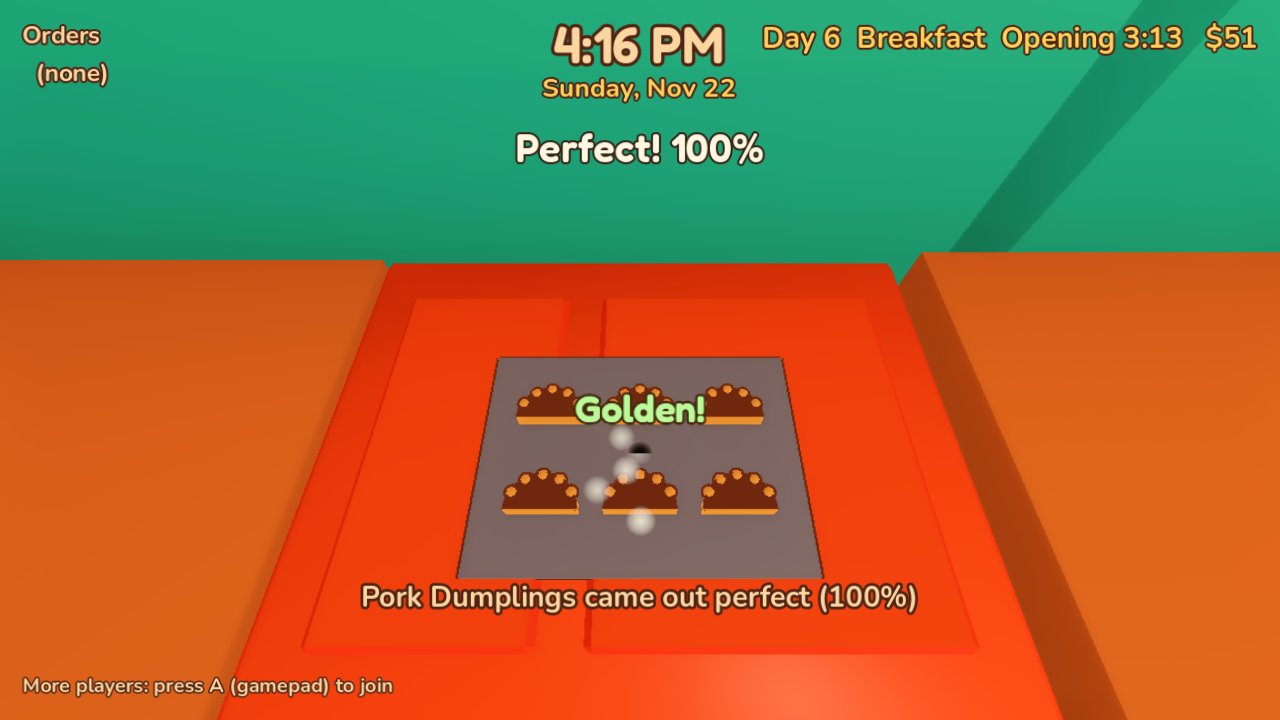 Orders
(none)
4:16 PM
Sunday, Nov 22
Day 6 Breakfast Opening 3:13 $51
Perfect! 100%
Golden!
Pork Dumplings came out perfect (100%)
More players: press A (gamepad) to join